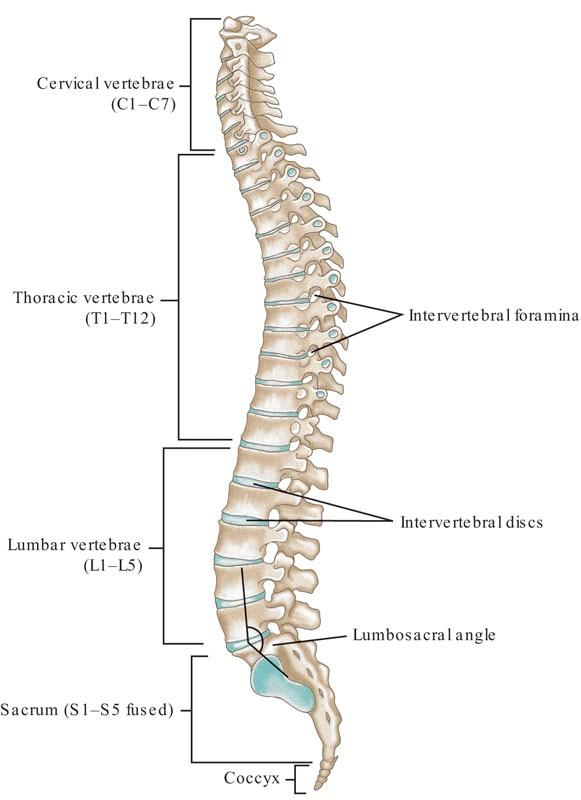 Cervical vertebrae
(C1–C7)
Thoracic vertebrae
(T1–T12)
Intervertebral foramina
Intervertebral discs
Lumbar vertebrae
(L1–L5)
Lumbosacral angle
Sacrum (S1–S5 fused)
Coccyx